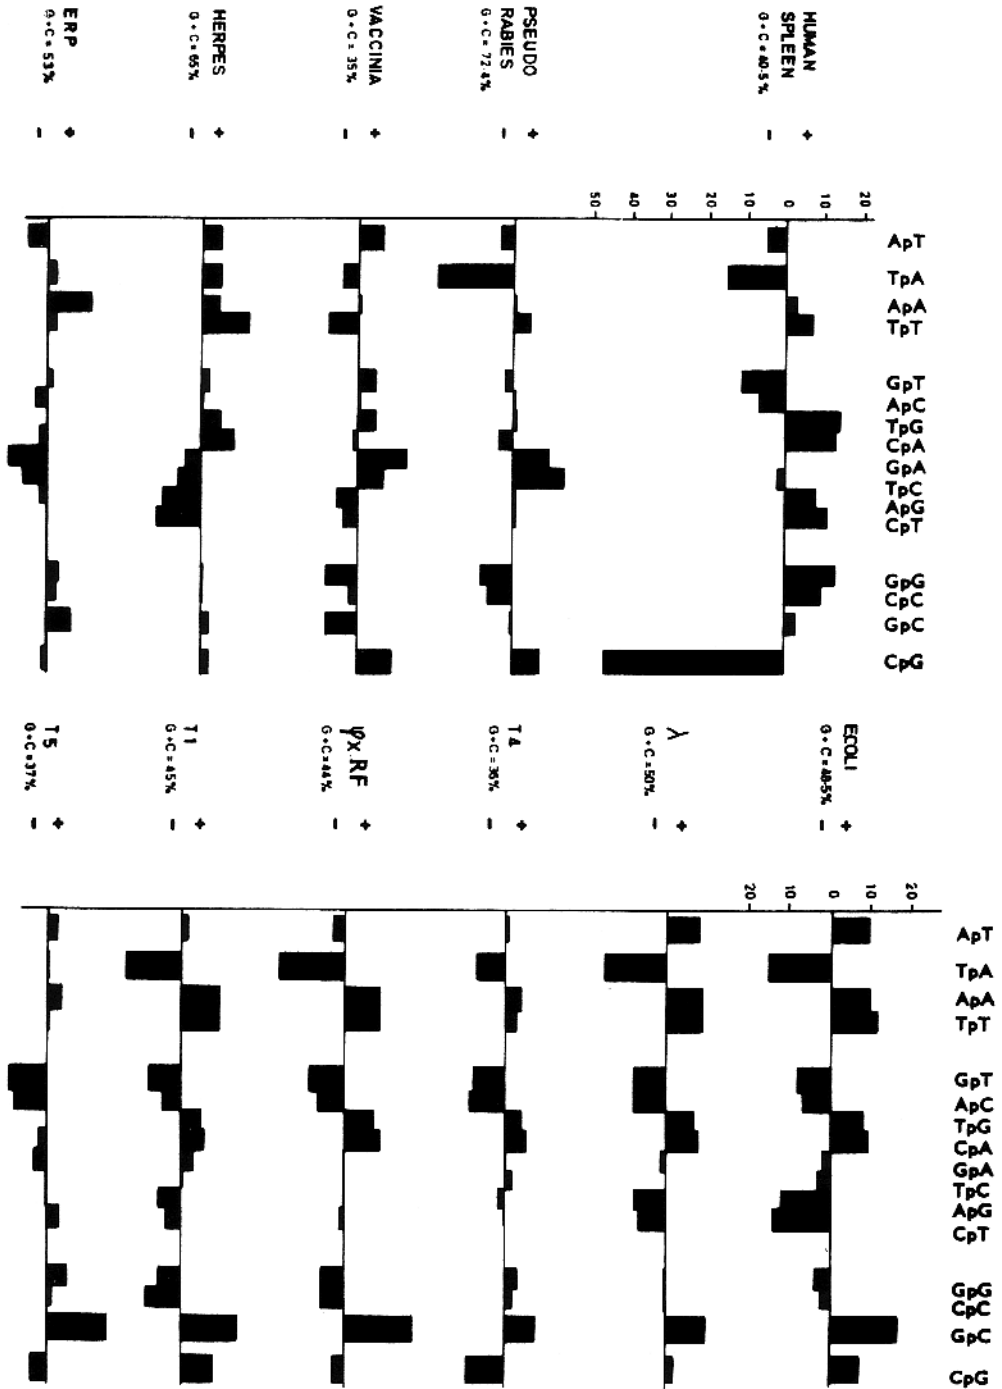 HUMAN
SPLEEN
G+C=40·5%
+
-
PSEUDO
RABIES
G+C=72·4%
+
-
VACCINIA
G+C=35%
+
-
HERPES
G+C=65%
+
-
ERP
G+C=53%
+
-
20
10
0
10
20
30
40
50
ApT
TpA
ApA
TpT
GpT
ApC
TpG
CpA
GpA
TpC
ApG
CpT
GpG
CpC
GpC
CpG
ECOLI
G+C=48·5%
+
-
λ
G+C=50%
+
-
T4
G+C=36%
+
-
φX.RF
G+C=44%
+
-
T1
G+C=45%
+
-
T5
G+C=37%
+
-
20
10
0
10
20
ApT
TpA
ApA
TpT
GpT
ApC
TpG
CpA
GpA
TpC
ApG
CpT
GpG
CpC
GpC
CpG